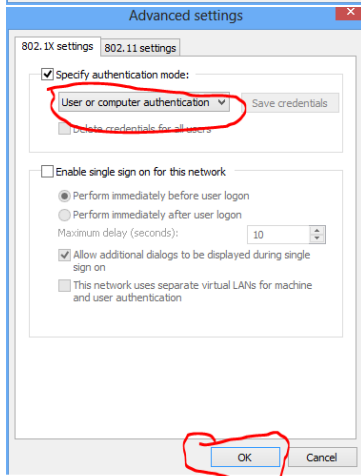 Advanced settings
802.1X settings 802.11 settings
Specify authentication mode:
User or computer authentication Save credentials
Delete credentials for all users
Enable single sign on for this network
Perform immediately before user logon
Perform immediately after user logon
Maximum delay (seconds): 10
Allow additional dialogs to be displayed during single
sign on
This network uses separate virtual LANs for machine
and user authentication
OK Cancel